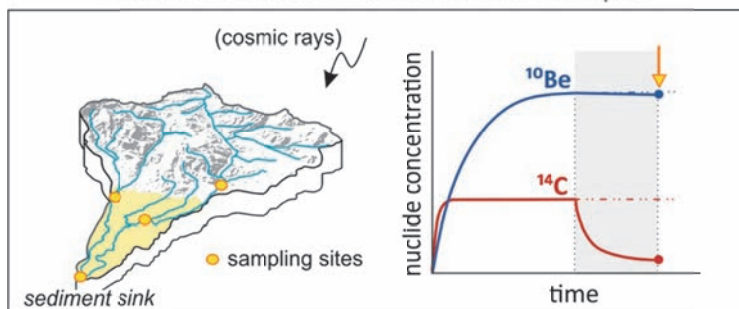 (cosmic rays)
sampling sites
sediment sink
nuclide concentration
¹⁰Be
¹⁴C
time